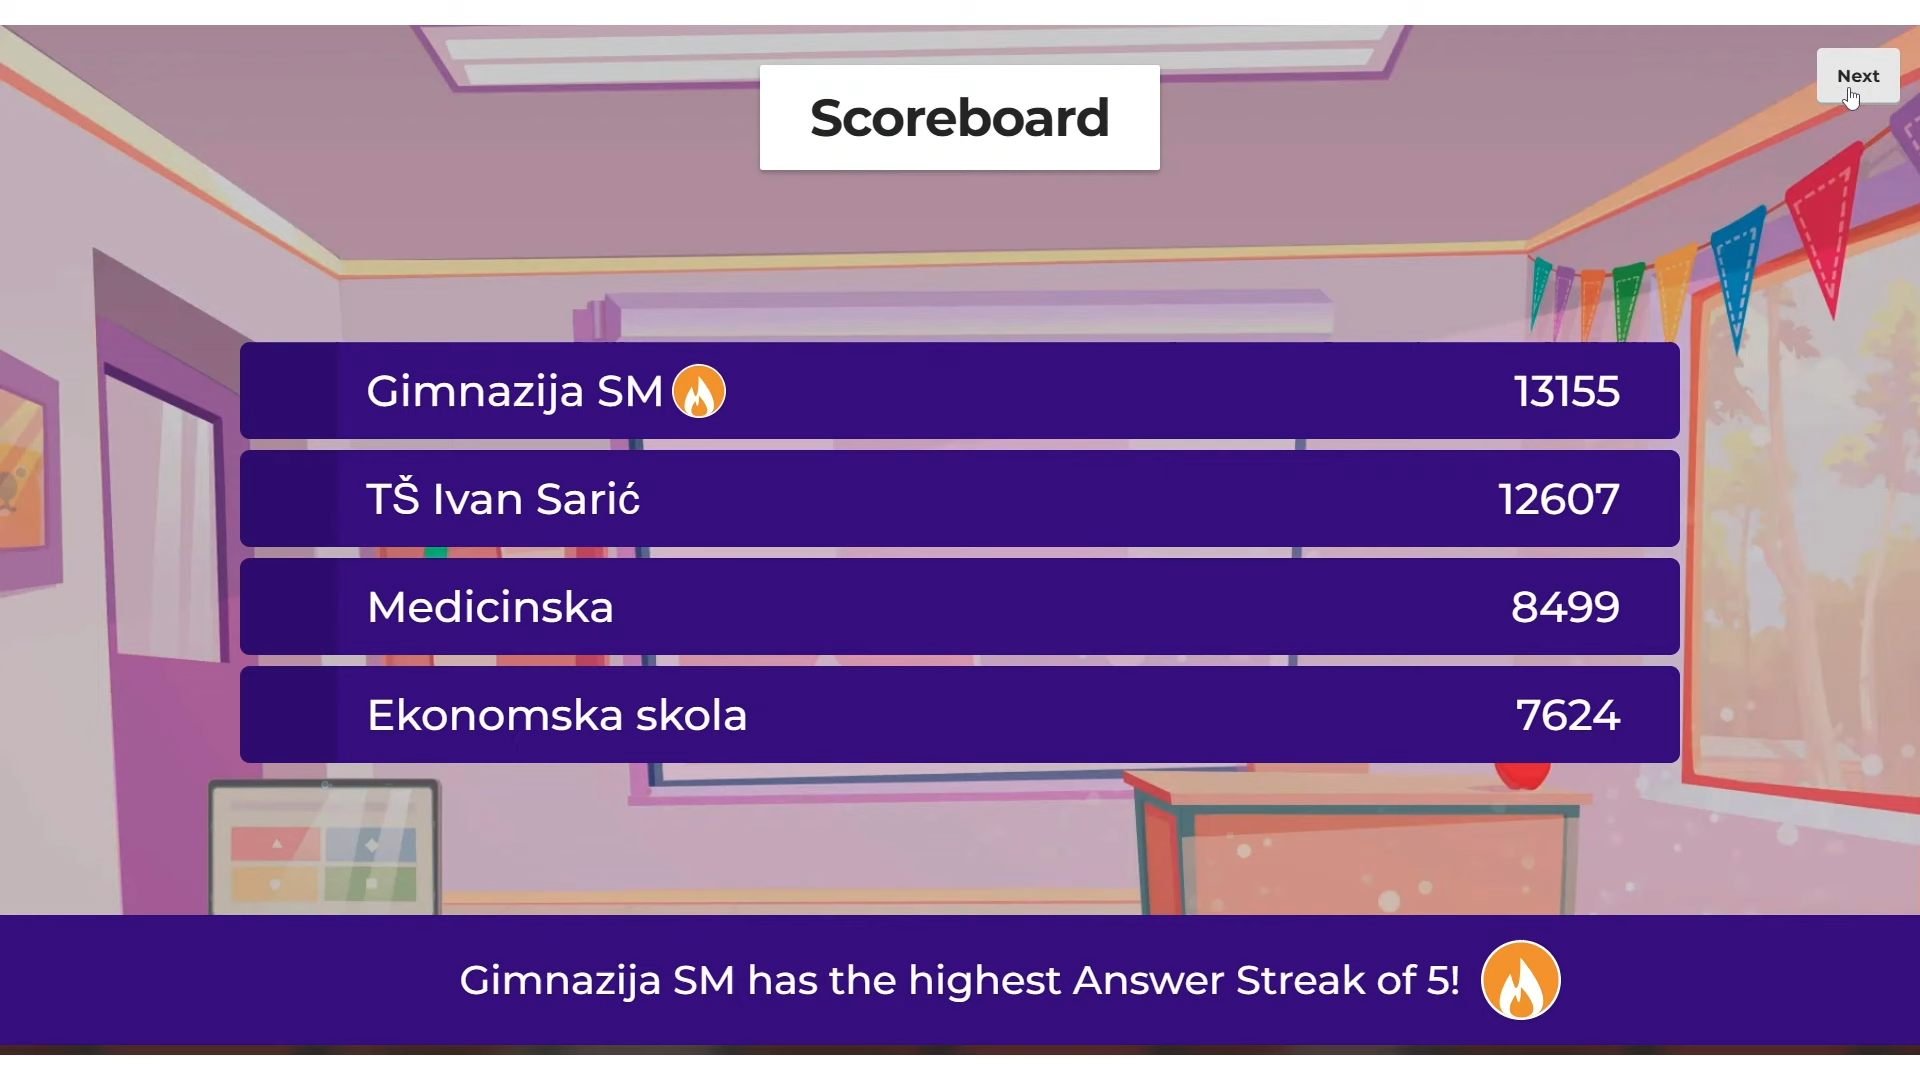 Next
Scoreboard
Gimnazija SM 13155
TŠ Ivan Sarić 12607
Medicinska 8499
Ekonomska skola 7624
Gimnazija SM has the highest Answer Streak of 5!